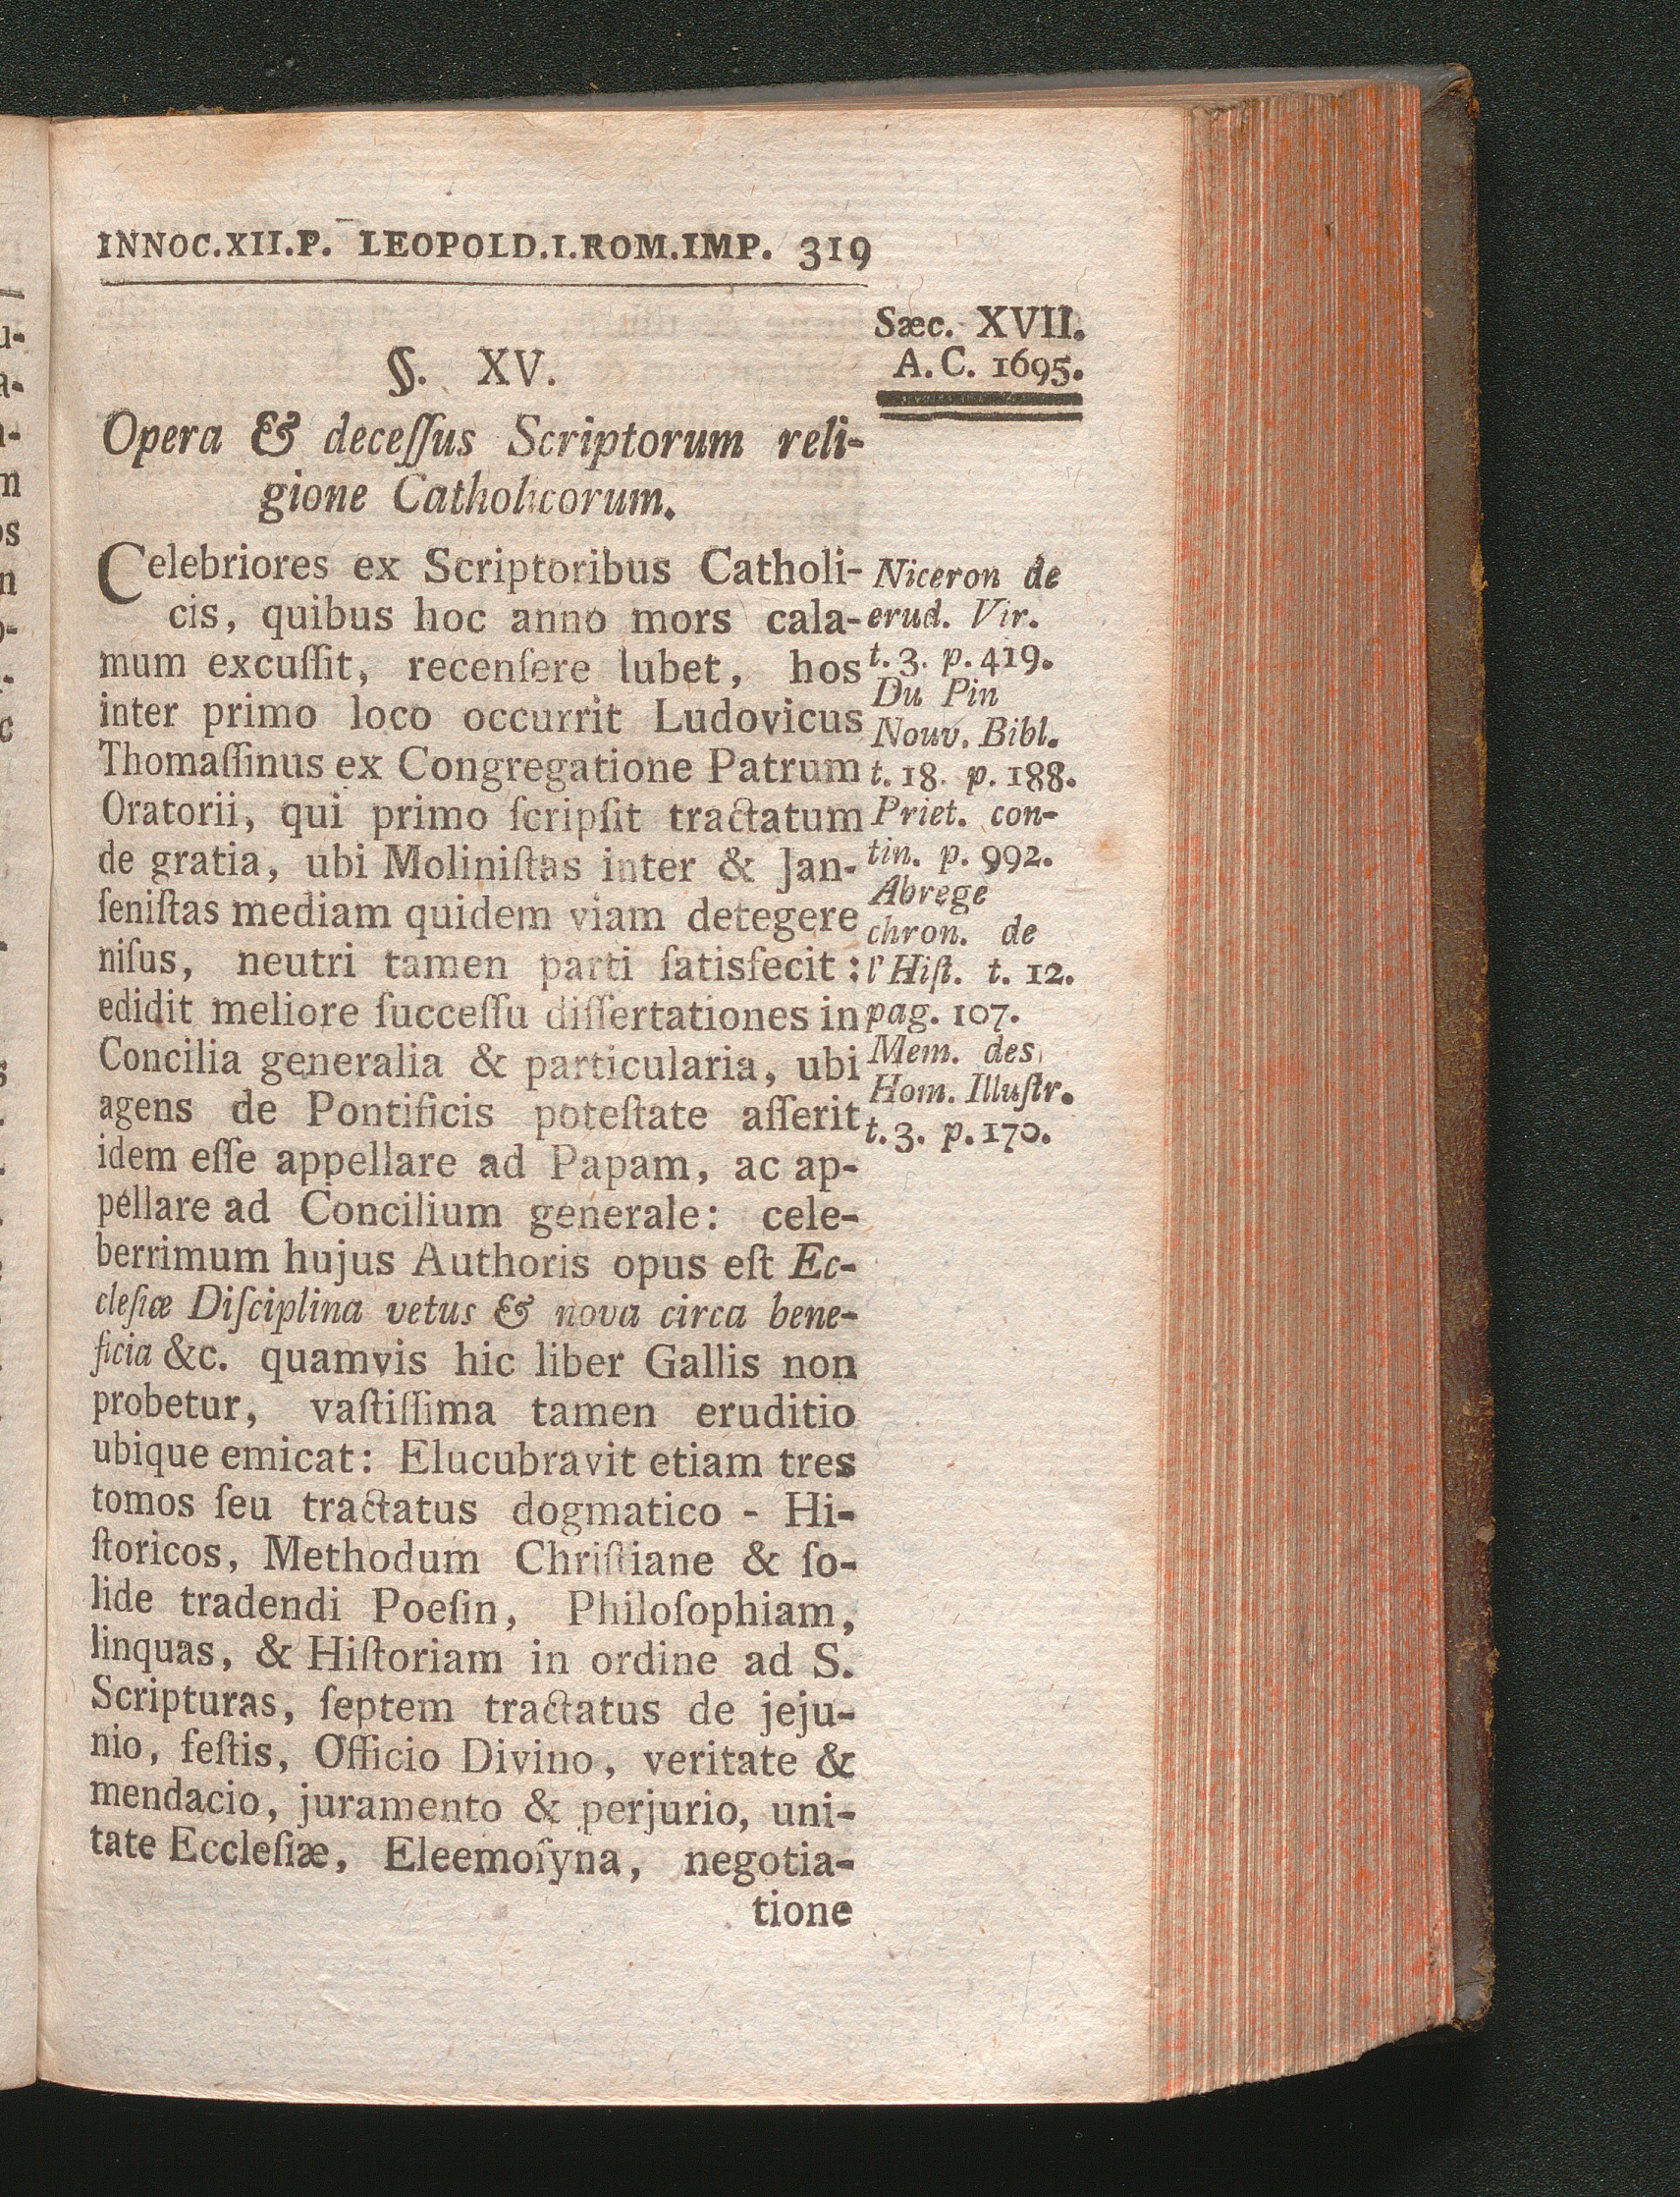 INNOC.XII.P. LEOPOLD.I.ROM.IMP. 319
Sæc. XVII.
A. C. 1695.
§. XV.
Opera & deceſſus Scriptorum reli-
gione Catholicorum.
Celebriores ex Scriptoribus Catholi-
cis, quibus hoc anno mors cala-
mum excuſſit, recenſere lubet, hos
inter primo loco occurrit Ludovicus
Thomaſſinus ex Congregatione Patrum
Oratorii, qui primo ſcripſit tractatum
de gratia, ubi Moliniſtas inter & Jan-
ſeniſtas mediam quidem viam detegere
niſus, neutri tamen parti ſatisfecit:
edidit meliore ſucceſſu diſſertationes in
Concilia generalia & particularia, ubi
agens de Pontificis poteſtate aſſerit
idem eſſe appellare ad Papam, ac ap-
pellare ad Concilium generale: cele-
berrimum hujus Authoris opus eſt Ec-
cleſiæ Diſciplina vetus & nova circa bene-
ficia &c. quamvis hic liber Gallis non
probetur, vaſtiſſima tamen eruditio
ubique emicat: Elucubravit etiam tres
tomos ſeu tractatus dogmatico - Hi-
ſtoricos, Methodum Chriſtiane & ſo-
lide tradendi Poeſin, Philoſophiam,
linquas, & Hiſtoriam in ordine ad S.
Scripturas, ſeptem tractatus de jeju-
nio, feſtis, Officio Divino, veritate &
mendacio, juramento & perjurio, uni-
tate Eccleſiæ, Eleemoſyna, negotia-
tione
Niceron de
erud. Vir.
t. 3. p. 419.
Du Pin
Nouv. Bibl.
t. 18. p. 188.
Priet. con-
tin. p. 992.
Abrege
chron. de
l' Hiſt. t. 12.
pag. 107.
Mem. des
Hom. Illuſtr.
t. 3. p. 170.